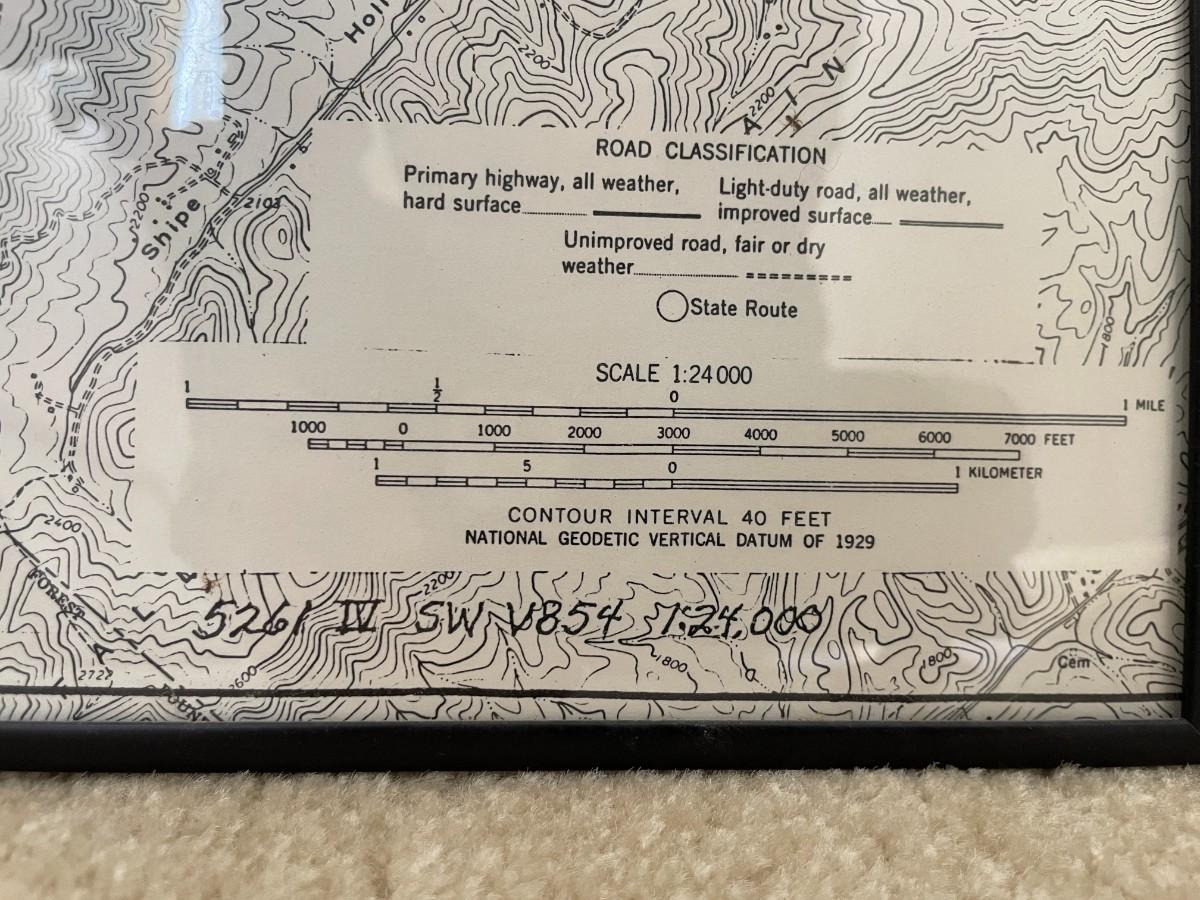 Holl
2200
2200
A I N
ROAD CLASSIFICATION
Primary highway, all weather,
hard surface
Light-duty road, all weather,
improved surface
Unimproved road, fair or dry
weather
State Route
2200
Shipe
2103
1800
SCALE 1:24 000
1 ½ 0 1 MILE
1000 0 1000 2000 3000 4000 5000 6000 7000 FEET
1 5 0 1 KILOMETER
CONTOUR INTERVAL 40 FEET
NATIONAL GEODETIC VERTICAL DATUM OF 1929
2400
2200
FOREST
5261 IV SW V854 1:24,000
A
2727
2600
1800
1800
Cem